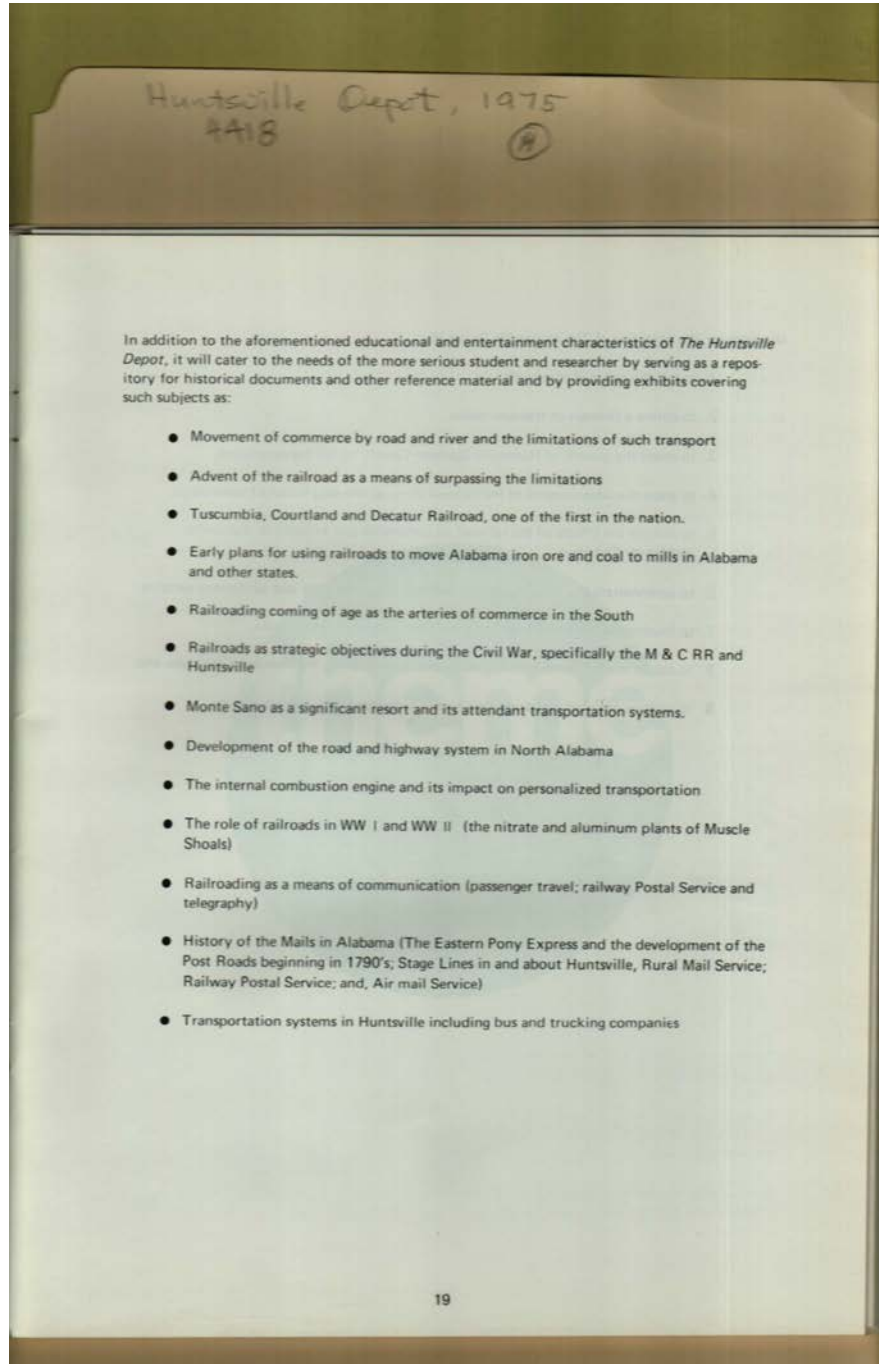 Huntsville Depot, 1975
4418
In addition to the aforementioned educational and entertainment characteristics of The Huntsville
Depot, it will cater to the needs of the more serious student and researcher by serving as a repos-
itory for historical documents and other reference material and by providing exhibits covering
such subjects as:
● Movement of commerce by road and river and the limitations of such transport
● Advent of the railroad as a means of surpassing the limitations
● Tuscumbia, Courtland and Decatur Railroad, one of the first in the nation.
● Early plans for using railroads to move Alabama iron ore and coal to mills in Alabama
and other states.
● Railroading coming of age as the arteries of commerce in the South
● Railroads as strategic objectives during the Civil War, specifically the M & C RR and
Huntsville
● Monte Sano as a significant resort and its attendant transportation systems.
● Development of the road and highway system in North Alabama
● The internal combustion engine and its impact on personalized transportation
● The role of railroads in WW I and WW II (the nitrate and aluminum plants of Muscle
Shoals)
● Railroading as a means of communication (passenger travel; railway Postal Service and
telegraphy)
● History of the Mails in Alabama (The Eastern Pony Express and the development of the
Post Roads beginning in 1790's; Stage Lines in and about Huntsville, Rural Mail Service;
Railway Postal Service; and, Air mail Service)
● Transportation systems in Huntsville including bus and trucking companies
19